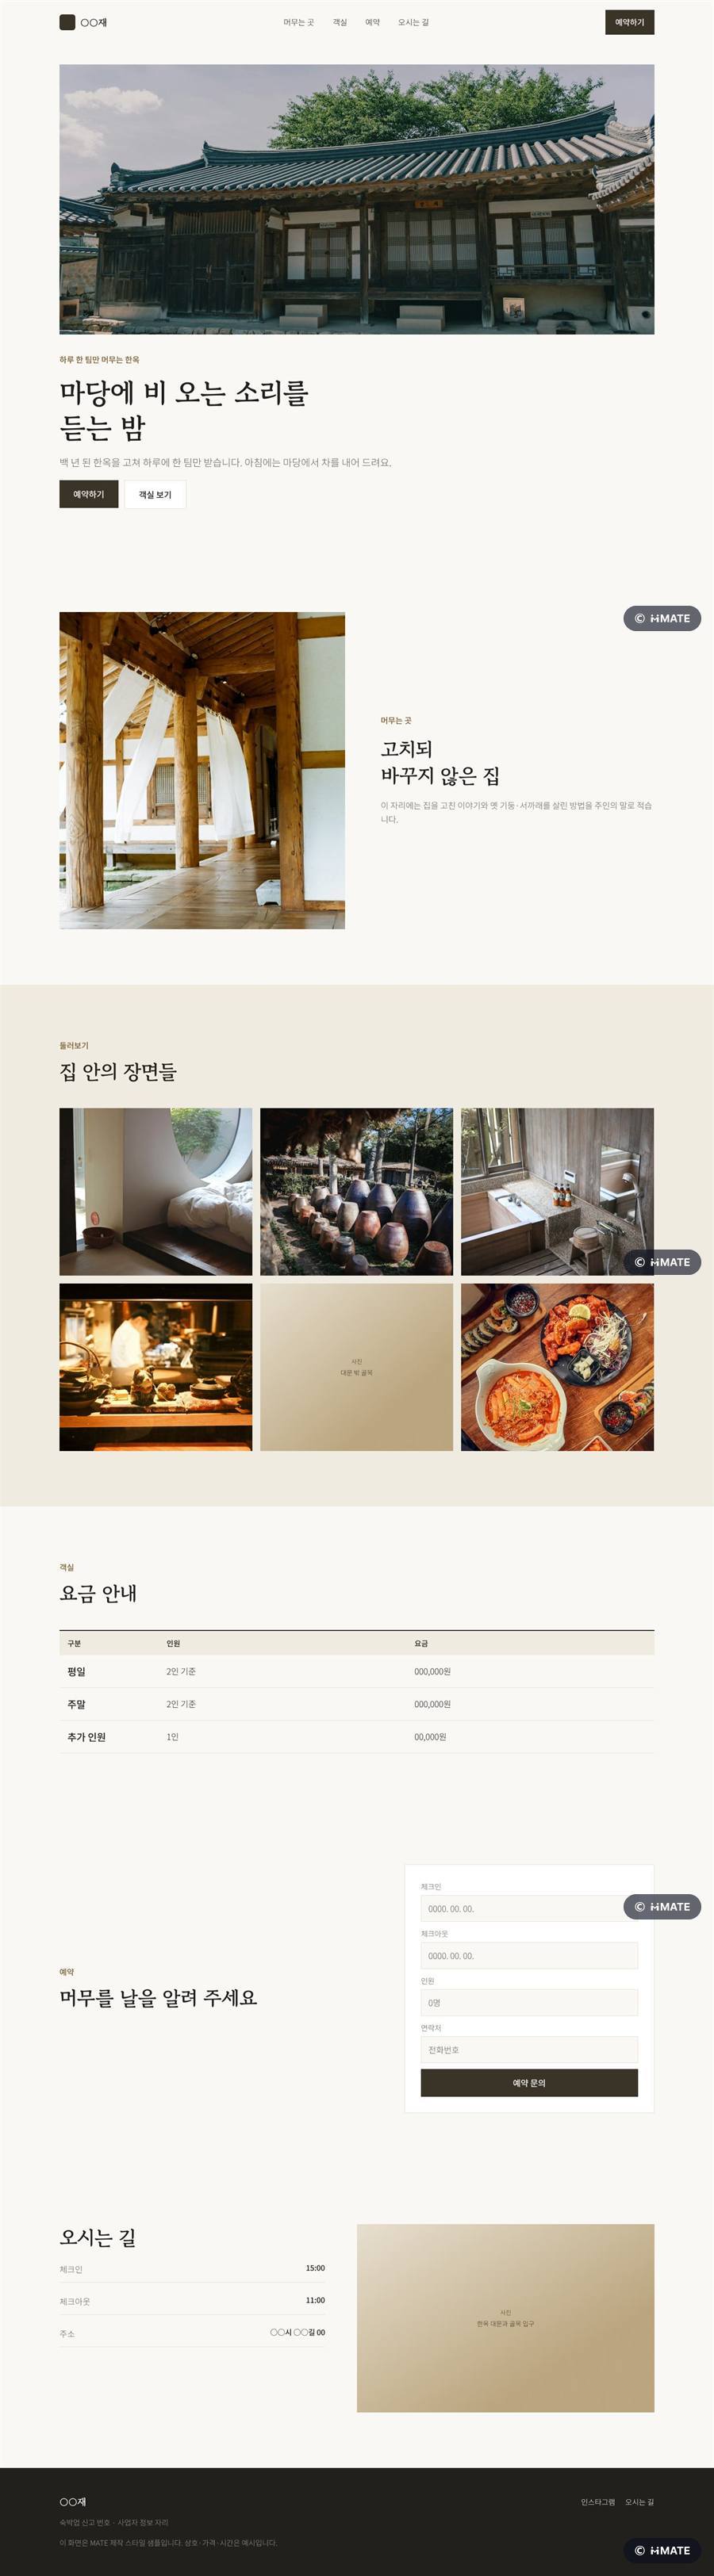 ○○재
머무는 곳
객실
예약
오시는 길
예약하기
하루 한 팀만 머무는 한옥
마당에 비 오는 소리를
듣는 밤
백 년 된 한옥을 고쳐 하루에 한 팀만 받습니다. 아침에는 마당에서 차를 내어 드려요.
예약하기
객실 보기
© MATE
머무는 곳
고치되
바꾸지 않은 집
이 자리에는 집을 고친 이야기와 옛 기둥·서까래를 살린 방법을 주인의 말로 적습
니다.
둘러보기
집 안의 장면들
© MATE
사진
대문 밖 골목
객실
요금 안내
구분 인원 요금
평일 2인 기준 000,000원
주말 2인 기준 000,000원
추가 인원 1인 00,000원
예약
머무를 날을 알려 주세요
체크인
0000. 00. 00.
© MATE
체크아웃
0000. 00. 00.
인원
0명
연락처
전화번호
예약 문의
오시는 길
체크인 15:00
체크아웃 11:00
주소 ○○시 ○○길 00
사진
한옥 대문과 골목 입구
○○재
인스타그램 오시는 길
숙박업 신고 번호 · 사업자 정보 자리
이 화면은 MATE 제작 스타일 샘플입니다. 상호·가격·시간은 예시입니다.
© MATE